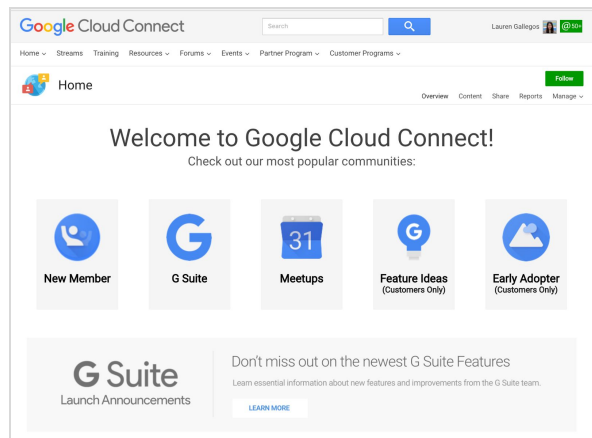 Google Cloud Connect
Search
Lauren Gallegos
@ 50+
Home Streams Training Resources Forums Events Partner Program Customer Programs
Home
Follow
Overview Content Share Reports Manage
Welcome to Google Cloud Connect!
Check out our most popular communities:
G
31
G
New Member
G Suite
Meetups
Feature Ideas
(Customers Only)
Early Adopter
(Customers Only)
G Suite
Launch Announcements
Don't miss out on the newest G Suite Features
Learn essential information about new features and improvements from the G Suite team.
LEARN MORE